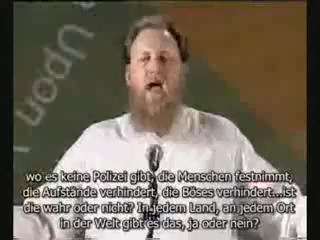 Upon
wo es keine Polizei gibt, die Menschen festnimmt,
die Aufstände verhindert, die Böses verhindert...ist
die wahr oder nicht? In jedem Land, an jedem Ort
in der Welt gibt es das, ja oder nein?